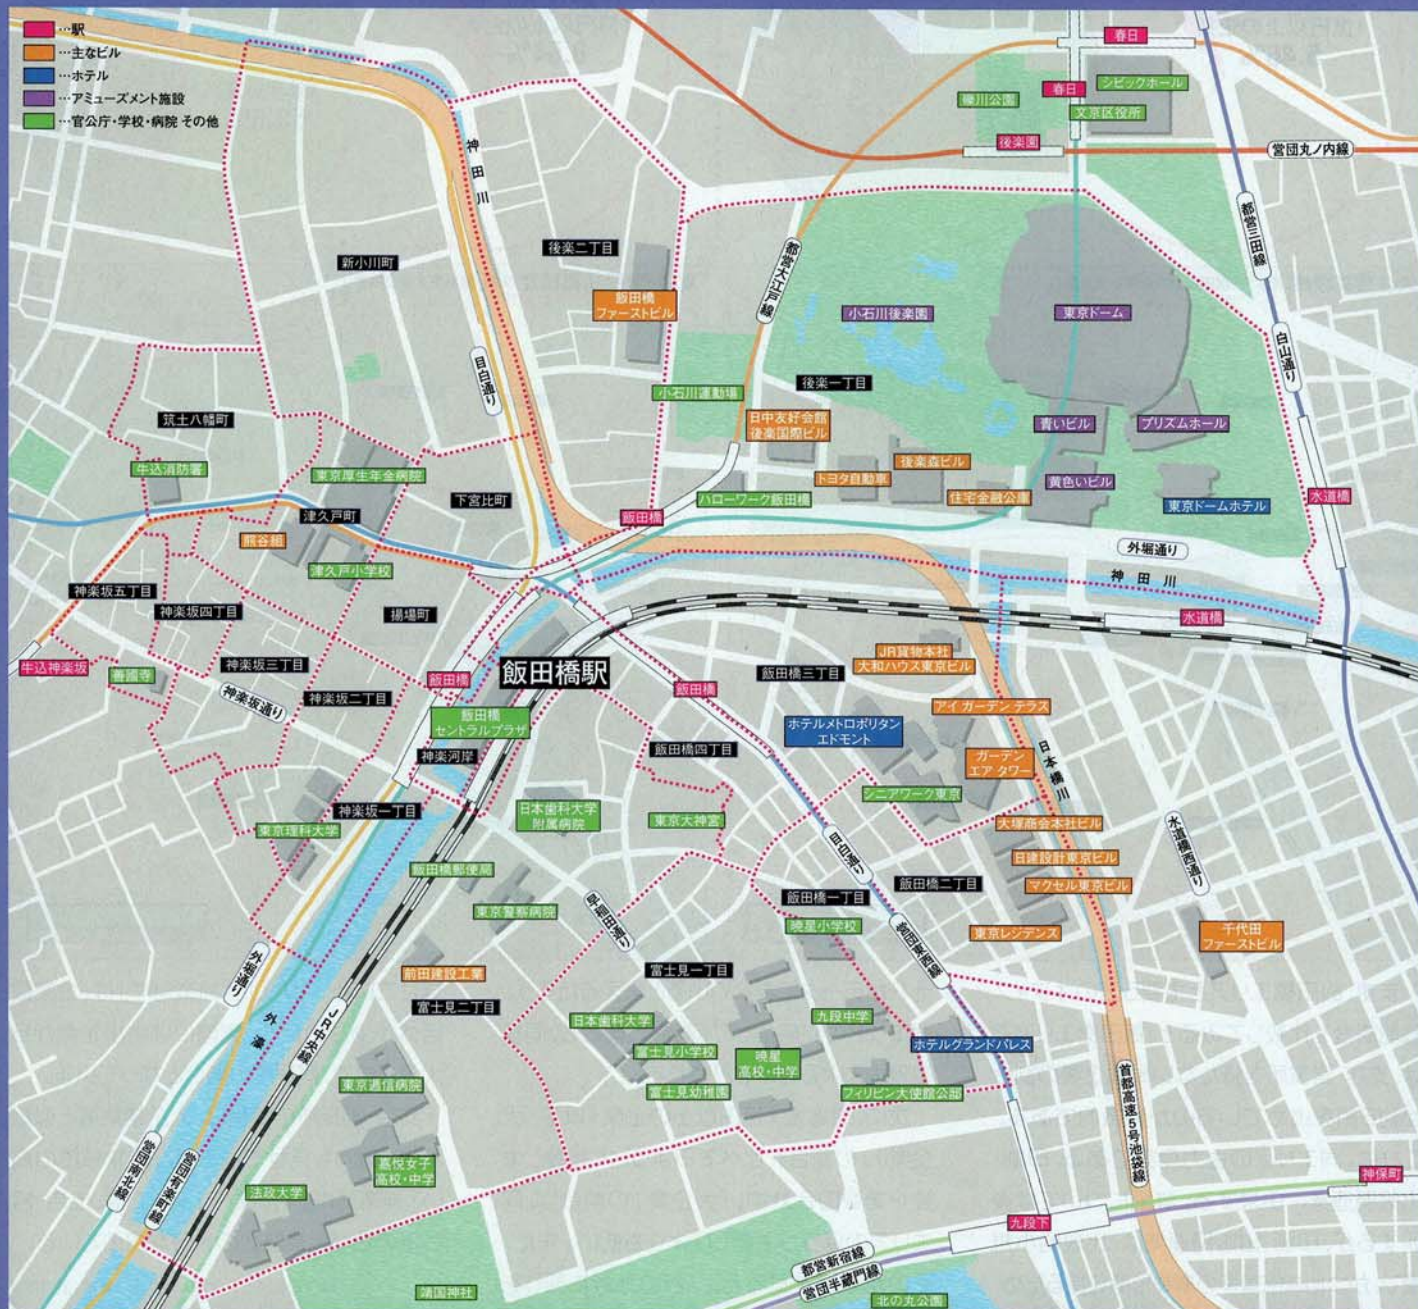 …駅
…主なビル
…ホテル
…アミューズメント施設
…官公庁・学校・病院 その他
春日
シビックホール
礫川公園
春日
文京区役所
後楽園
営団丸ノ内線
神田川
都営三田線
後楽二丁目
新小川町
都営大江戸線
飯田橋
ファーストビル
小石川後楽園
東京ドーム
目白通り
白山通り
後楽一丁目
小石川運動場
筑土八幡町
日中友好会館
後楽国際ビル
青いビル
プリズムホール
牛込消防署
東京厚生年金病院
後楽森ビル
トヨタ自動車
黄色いビル
下宮比町
ハローワーク飯田橋
住宅金融公庫
東京ドームホテル
水道橋
津久戸町
飯田橋
熊谷組
外堀通り
津久戸小学校
神田川
神楽坂五丁目
神楽坂四丁目
揚場町
水道橋
牛込神楽坂
神楽坂三丁目
JR貨物本社
大和ハウス東京ビル
善國寺
飯田橋
飯田橋駅
飯田橋
飯田橋三丁目
神楽坂通り
神楽坂二丁目
アイ ガーデン テラス
飯田橋
セントラルプラザ
ホテルメトロポリタン
エドモント
飯田橋四丁目
神楽河岸
ガーデン
エア タワー
日本橋川
シニアワーク東京
神楽坂一丁目
日本歯科大学
附属病院
東京大神宮
東京理科大学
大塚商会本社ビル
目白通り
水道橋西通り
日建設計東京ビル
飯田橋郵便局
飯田橋二丁目
マクセル東京ビル
飯田橋一丁目
東京警察病院
早稲田通り
暁星小学校
東京レジデンス
千代田
ファーストビル
営団東西線
外堀通り
前田建設工業
富士見一丁目
富士見二丁目
九段中学
日本歯科大学
外濠
JR中央線
ホテルグランドパレス
富士見小学校
暁星
高校・中学
東京逓信病院
富士見幼稚園
フィリピン大使館公邸
首都高速5号池袋線
営団南北線
営団有楽町線
嘉悦女子
高校・中学
神保町
法政大学
九段下
都営新宿線
営団半蔵門線
靖国神社
北の丸公園